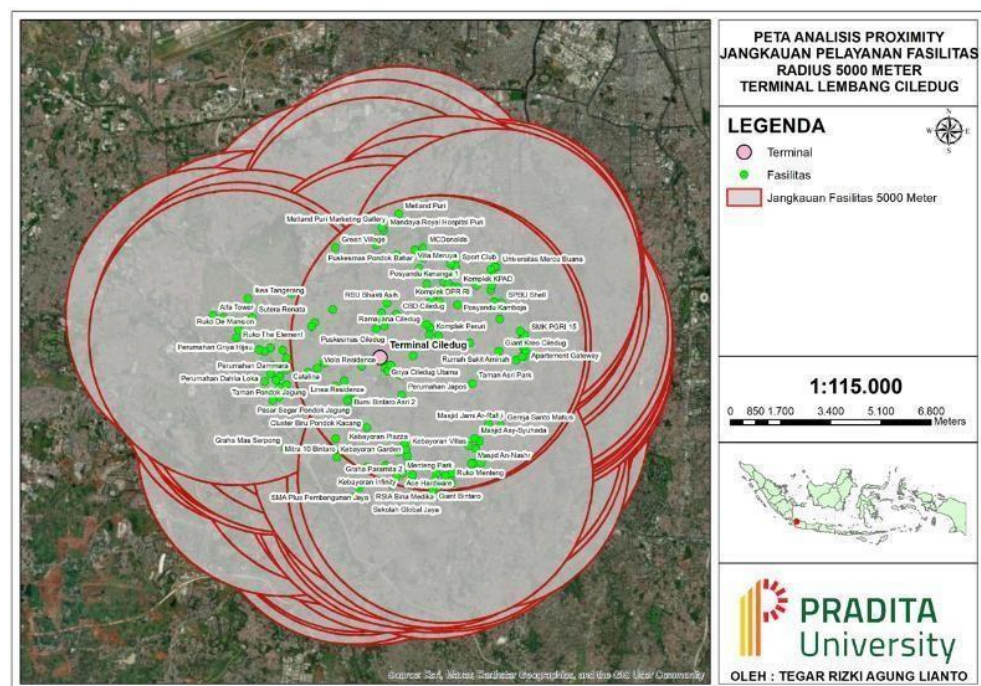 PETA ANALISIS PROXIMITY
JANGKAUAN PELAYANAN FASILITAS
RADIUS 5000 METER
TERMINAL LEMBANG CILEDUG
LEGENDA
N
W
E
S
Terminal
Fasilitas
Jangkauan Fasilitas 5000 Meter
1:115.000
0 850 1.700 3.400 5.100 6.800
Meters
PRADITA
University
OLEH : TEGAR RIZKI AGUNG LIANTO
Metland Puri
Metland Puri Marketing Gallery
Mandaya Royal Hospital Puri
Green Village
MCDonalds
Puskesmas Pondok Bahar
Villa Meruya
Sport Club
Universitas Mercu Buana
Posyandu Kenanga 1
Komplek KPAD
Ikea Tangerang
Komplek DPR RI
RSU Bhakti Asih
SPBU Shell
Alfa Tower
Sutera Renata
CBD Ciledug
Posyandu Kamboja
Ruko De Mansion
Ramayana Ciledug
Komplek Peruri
SMK PGRI 15
Ruko The Element
Puskesmas Ciledug
Terminal Ciledug
Giant Kreo Ciledug
Perumahan Griya Hijau
Viola Residence
Rumah Sakit Aminah
Apartement Gateway
Perumahan Dammara
Griya Ciledug Utama
Catalina
Taman Asri Park
Perumahan Dahlia Loka
Linea Residence
Perumahan Japos
Taman Pondok Jagung
Bumi Bintaro Asri 2
Pasar Segar Pondok Jagung
Masjid Jami Ar-Rafi i
Gereja Santo Matius
Cluster Biru Pondok Kacang
Masjid Asy-Syuhada
Graha Mas Serpong
Kebayoran Plazza
Kebayoran Villas
Mitra 10 Bintaro
Kebayoran Garden
Masjid An-Nashr
Graha Paramita 2
Menteng Park
Ruko Menteng
Kebayoran Infinity
Ace Hardware
SMA Plus Pembangunan Jaya
RSIA Bina Medika
Giant Bintaro
Sekolah Global Jaya
Source: Esri, Maxar, Earthstar Geographics, and the GIS User Community